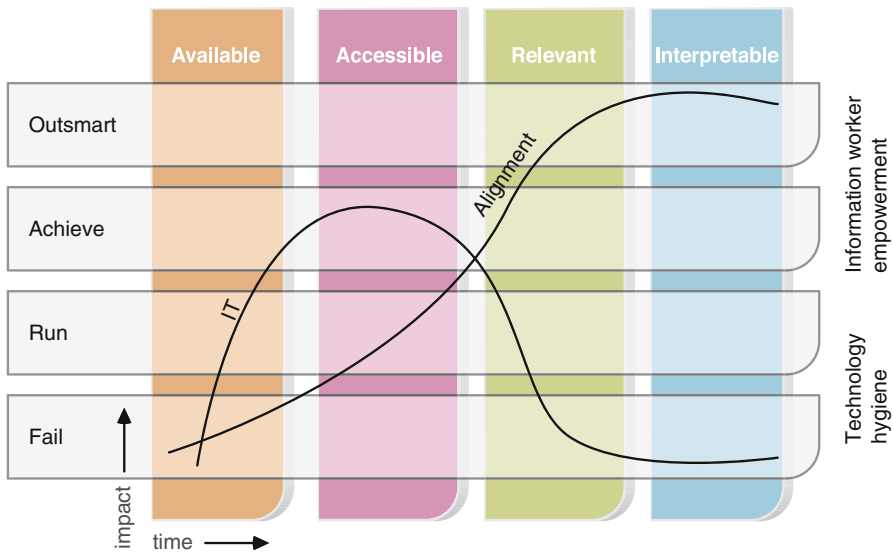 Available
Accessible
Relevant
Interpretable
Outsmart
Achieve
Run
Fail
IT
Alignment
Information worker
empowerment
Technology
hygiene
impact
time